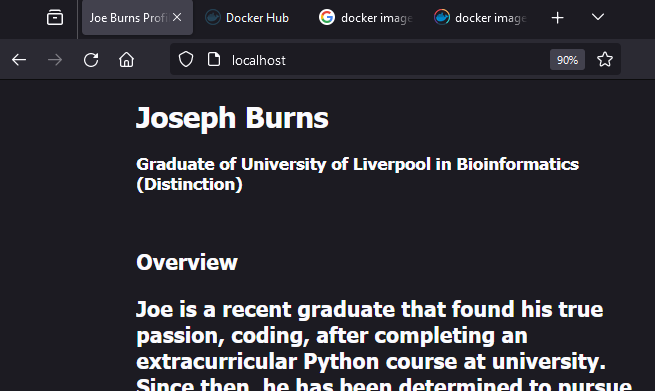 Joe Burns Profi
Docker Hub
docker image
docker image
localhost
90%
Joseph Burns
Graduate of University of Liverpool in Bioinformatics
(Distinction)
Overview
Joe is a recent graduate that found his true
passion, coding, after completing an
extracurricular Python course at university.
Since then, he has been determined to pursue